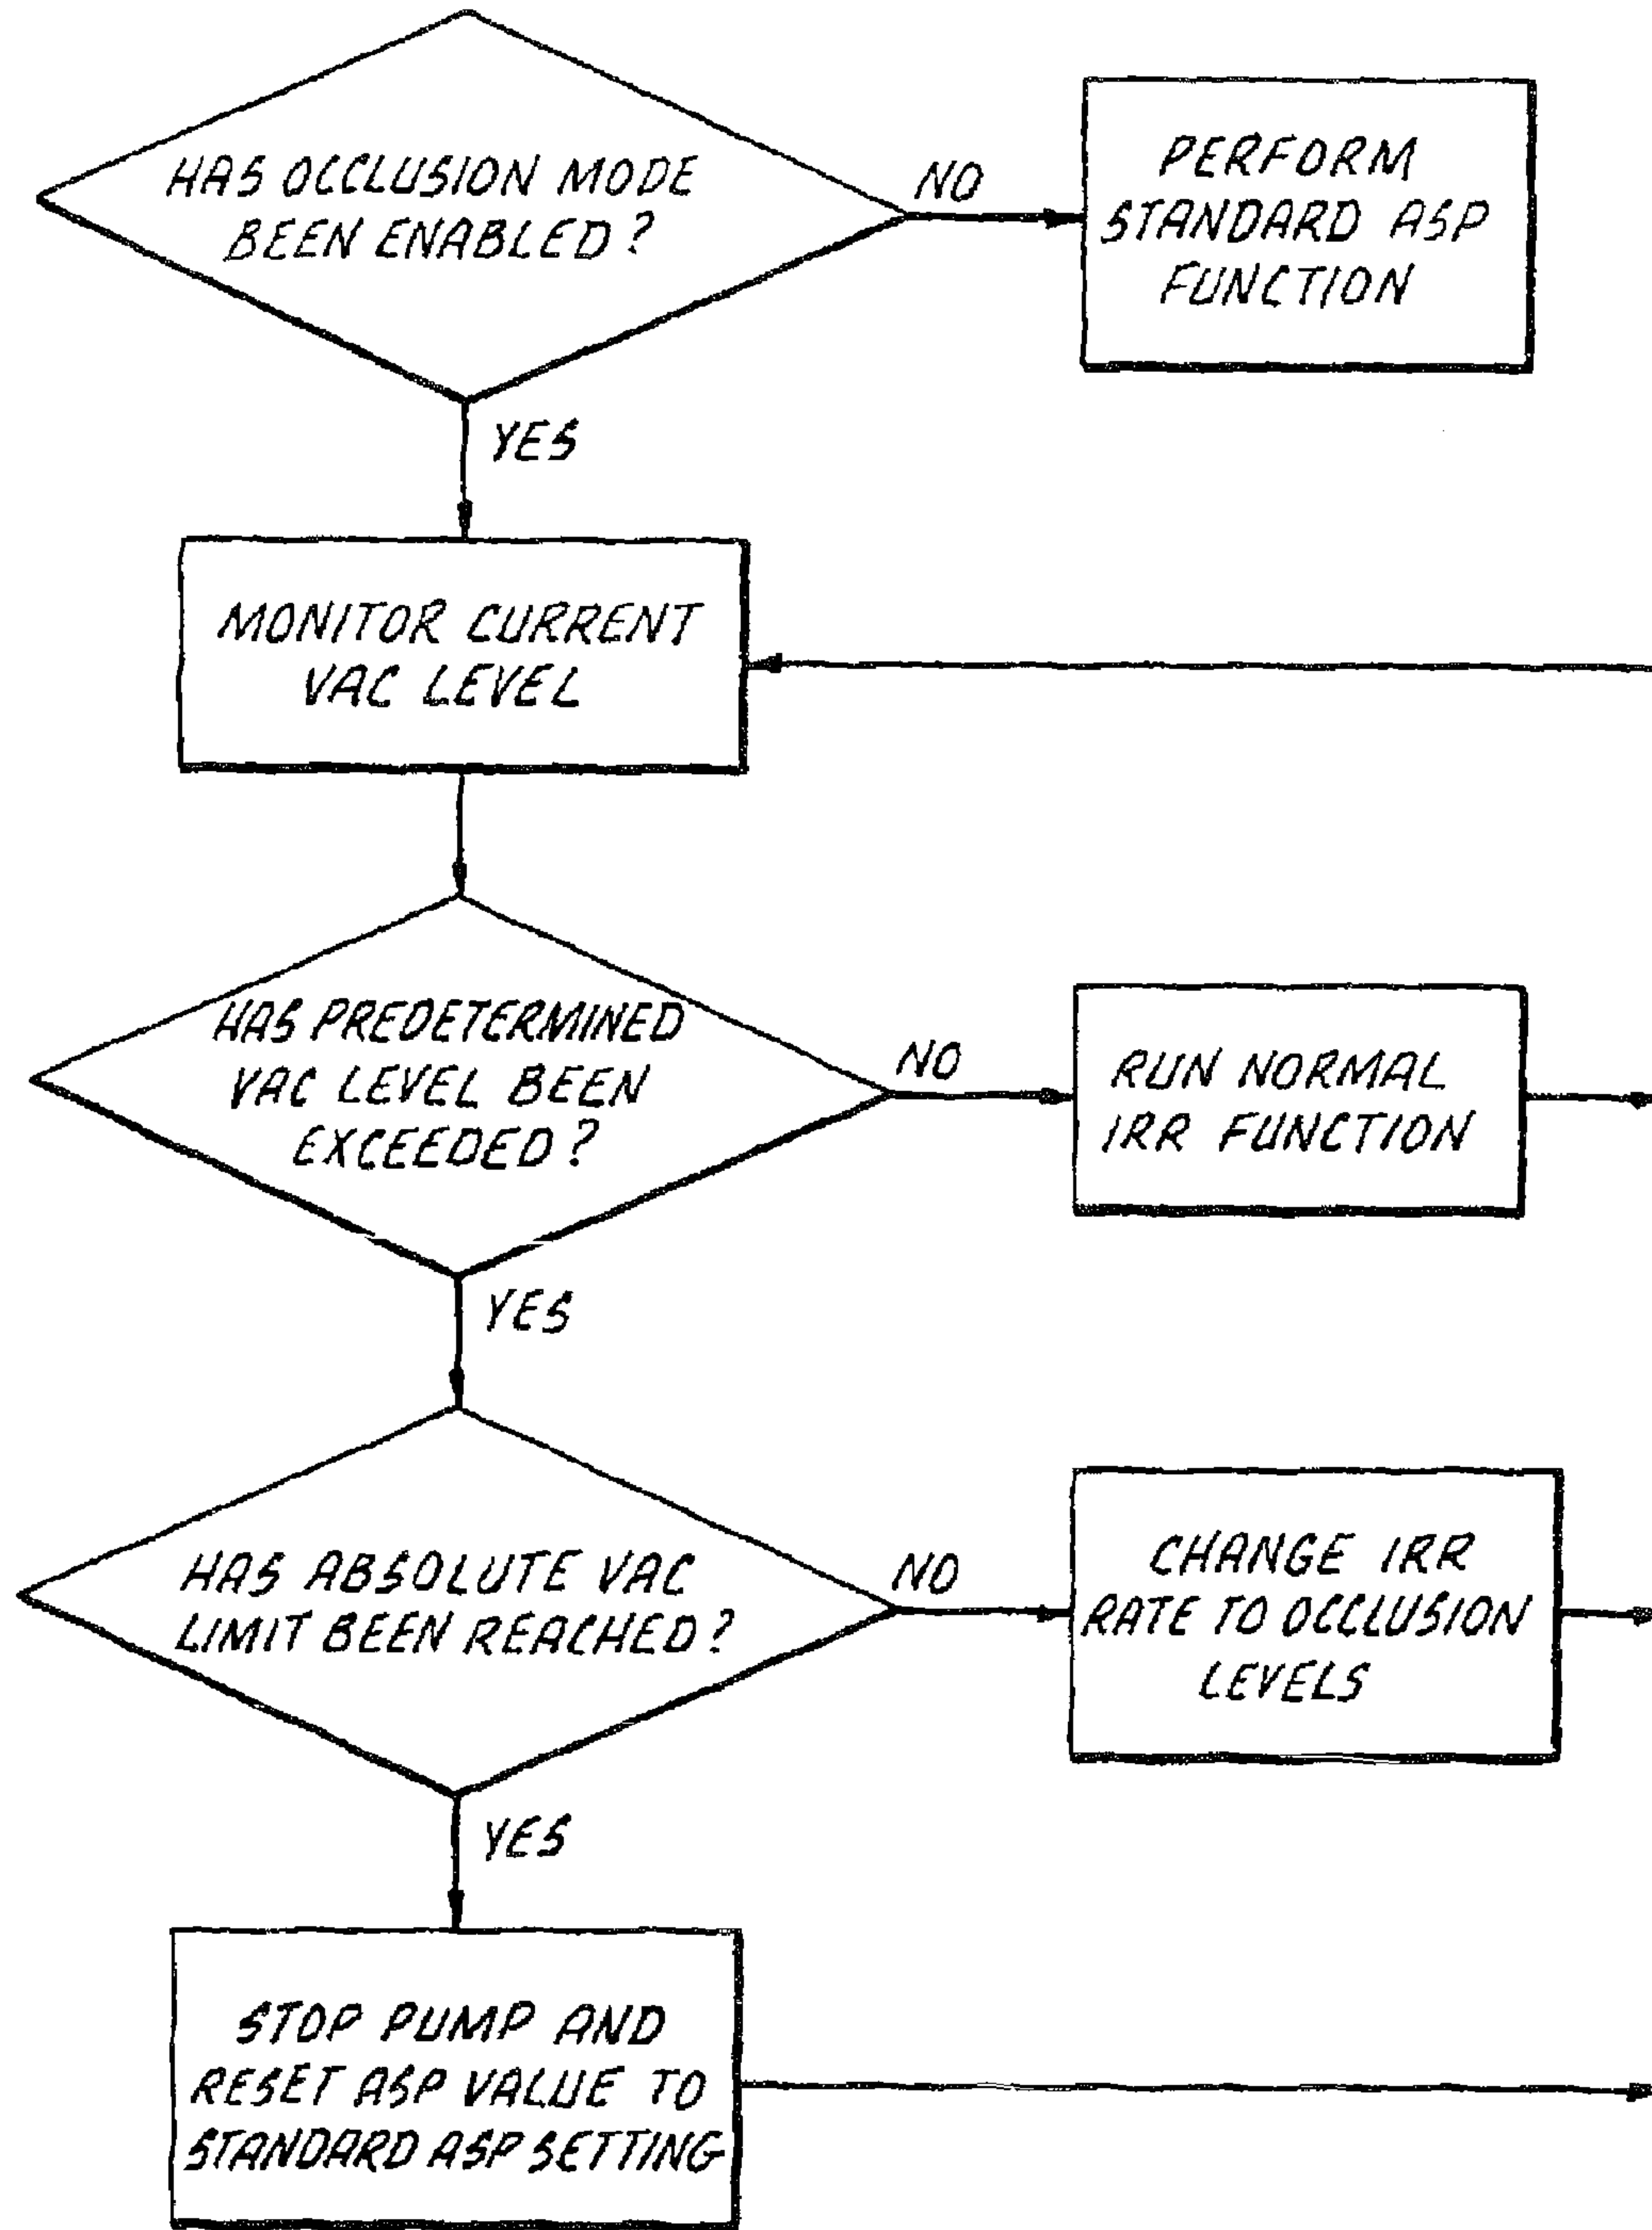 HAS OCCLUSION MODE
BEEN ENABLED?
NO
PERFORM
STANDARD ASP
FUNCTION
YES
MONITOR CURRENT
VAC LEVEL
HAS PREDETERMINED
VAC LEVEL BEEN
EXCEEDED?
NO
RUN NORMAL
IRR FUNCTION
YES
HAS ABSOLUTE VAC
LIMIT BEEN REACHED?
NO
CHANGE IRR
RATE TO OCCLUSION
LEVELS
YES
STOP PUMP AND
RESET ASP VALUE TO
STANDARD ASP SETTING